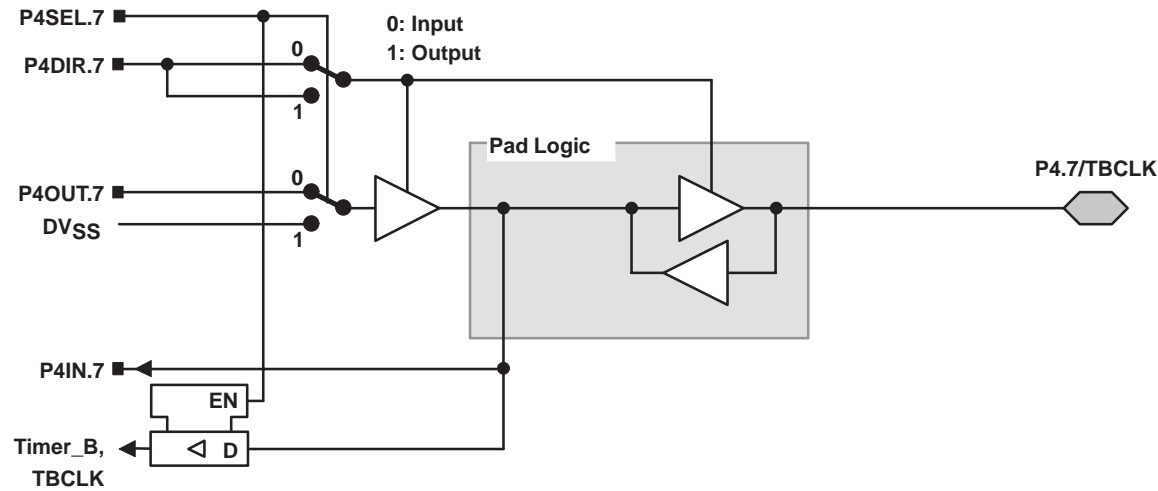 P4SEL.7
0: Input
1: Output
P4DIR.7
0
1
Pad Logic
P4.7/TBCLK
P4OUT.7
0
DVSS
1
P4IN.7
EN
Timer_B,
TBCLK
D